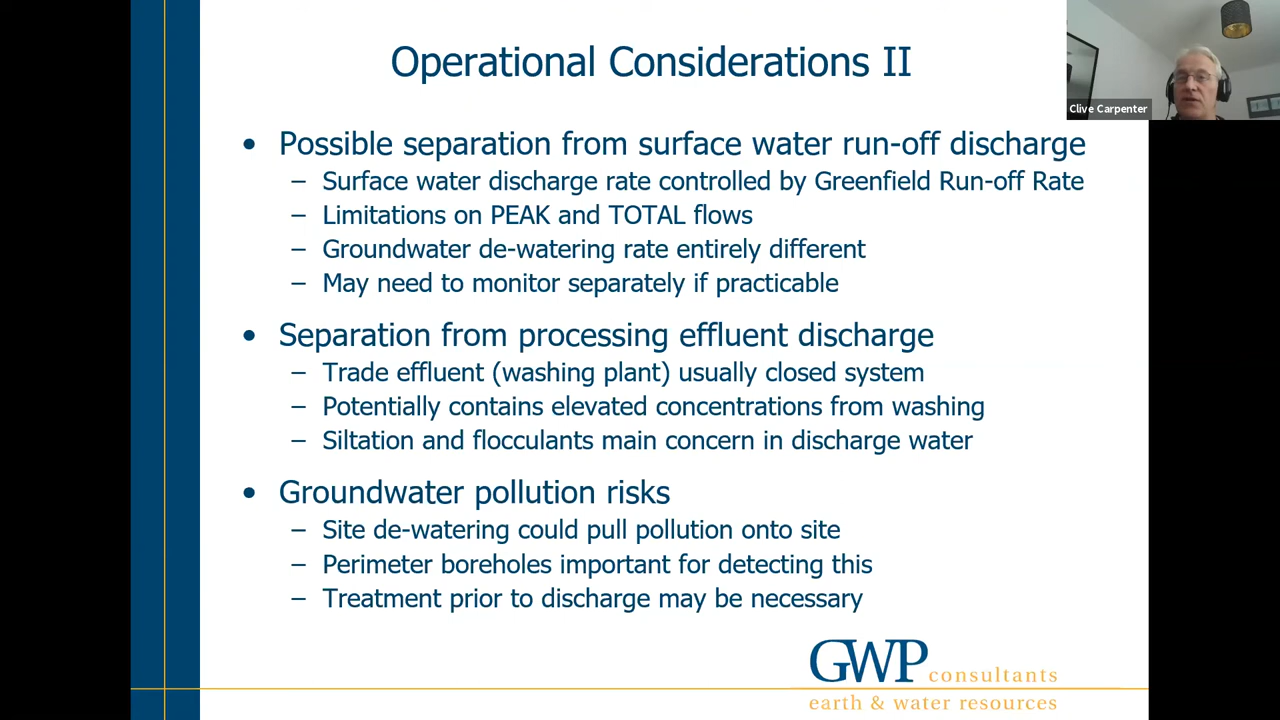 Operational Considerations II
Clive Carpenter
• Possible separation from surface water run-off discharge
– Surface water discharge rate controlled by Greenfield Run-off Rate
– Limitations on PEAK and TOTAL flows
– Groundwater de-watering rate entirely different
– May need to monitor separately if practicable
• Separation from processing effluent discharge
– Trade effluent (washing plant) usually closed system
– Potentially contains elevated concentrations from washing
– Siltation and flocculants main concern in discharge water
• Groundwater pollution risks
– Site de-watering could pull pollution onto site
– Perimeter boreholes important for detecting this
– Treatment prior to discharge may be necessary
GWP consultants
earth & water resources